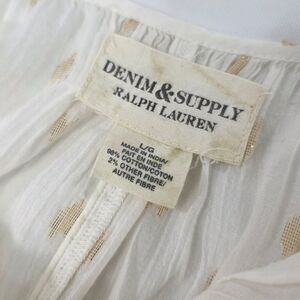 DENIM&SUPPLY
RALPH LAUREN
L/G
MADE IN INDIA/
FAIT EN INDE
98% COTTON/COTON
2% OTHER FIBRE/
AUTRE FIBRE